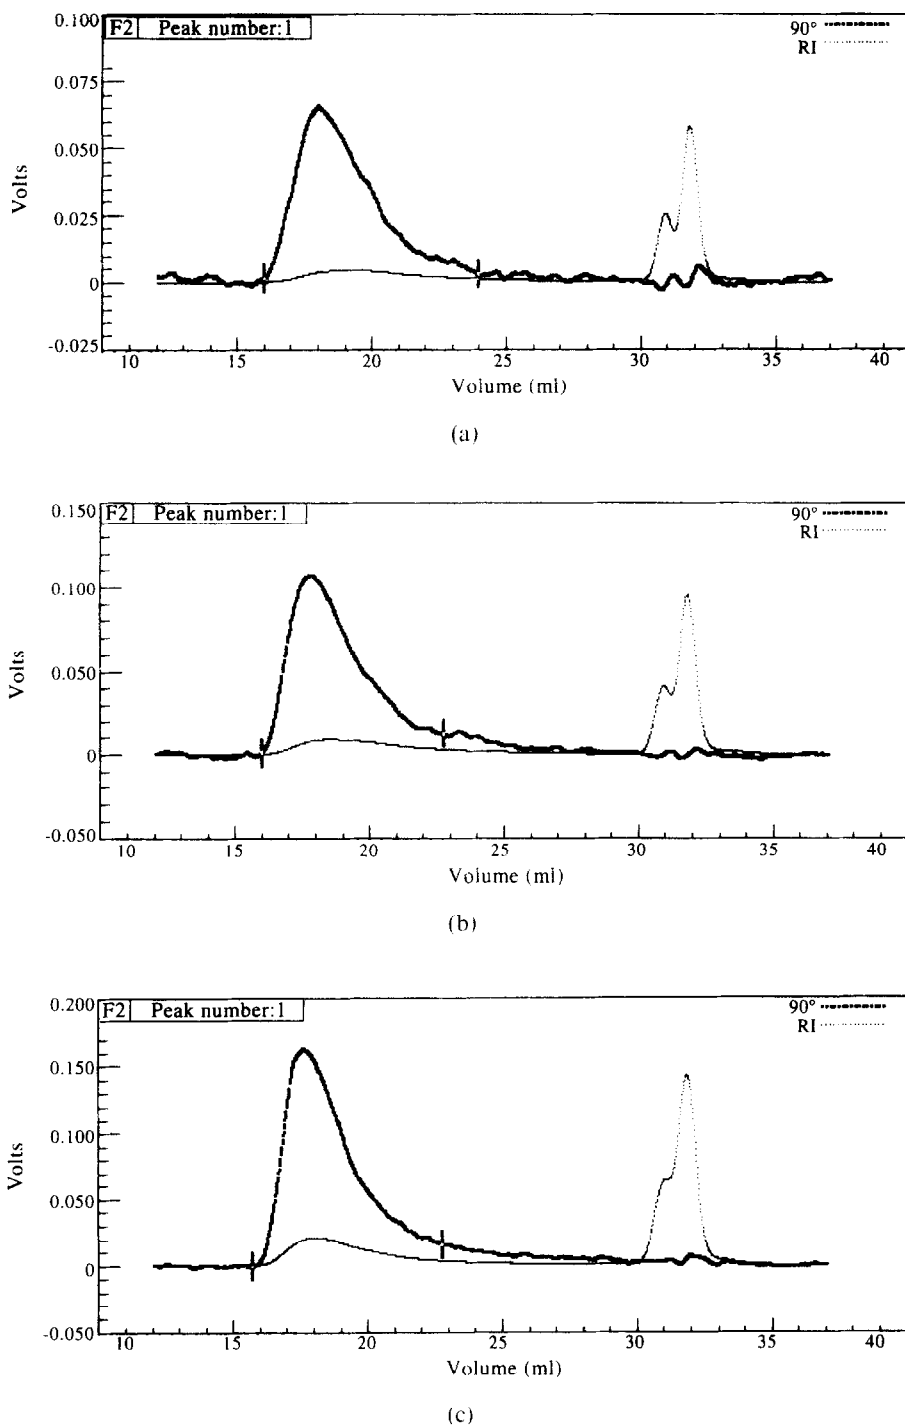 0.100
F2 Peak number:1
90°
RI
0.075
0.050
0.025
0
-0.025
Volts
10 15 20 25 30 35 40
Volume (ml)
(a)
0.150
F2 Peak number:1
90°
RI
0.100
0.050
0
-0.050
Volts
10 15 20 25 30 35 40
Volume (ml)
(b)
0.200
F2 Peak number:1
90°
RI
0.150
0.100
0.050
0
-0.050
Volts
10 15 20 25 30 35 40
Volume (ml)
(c)